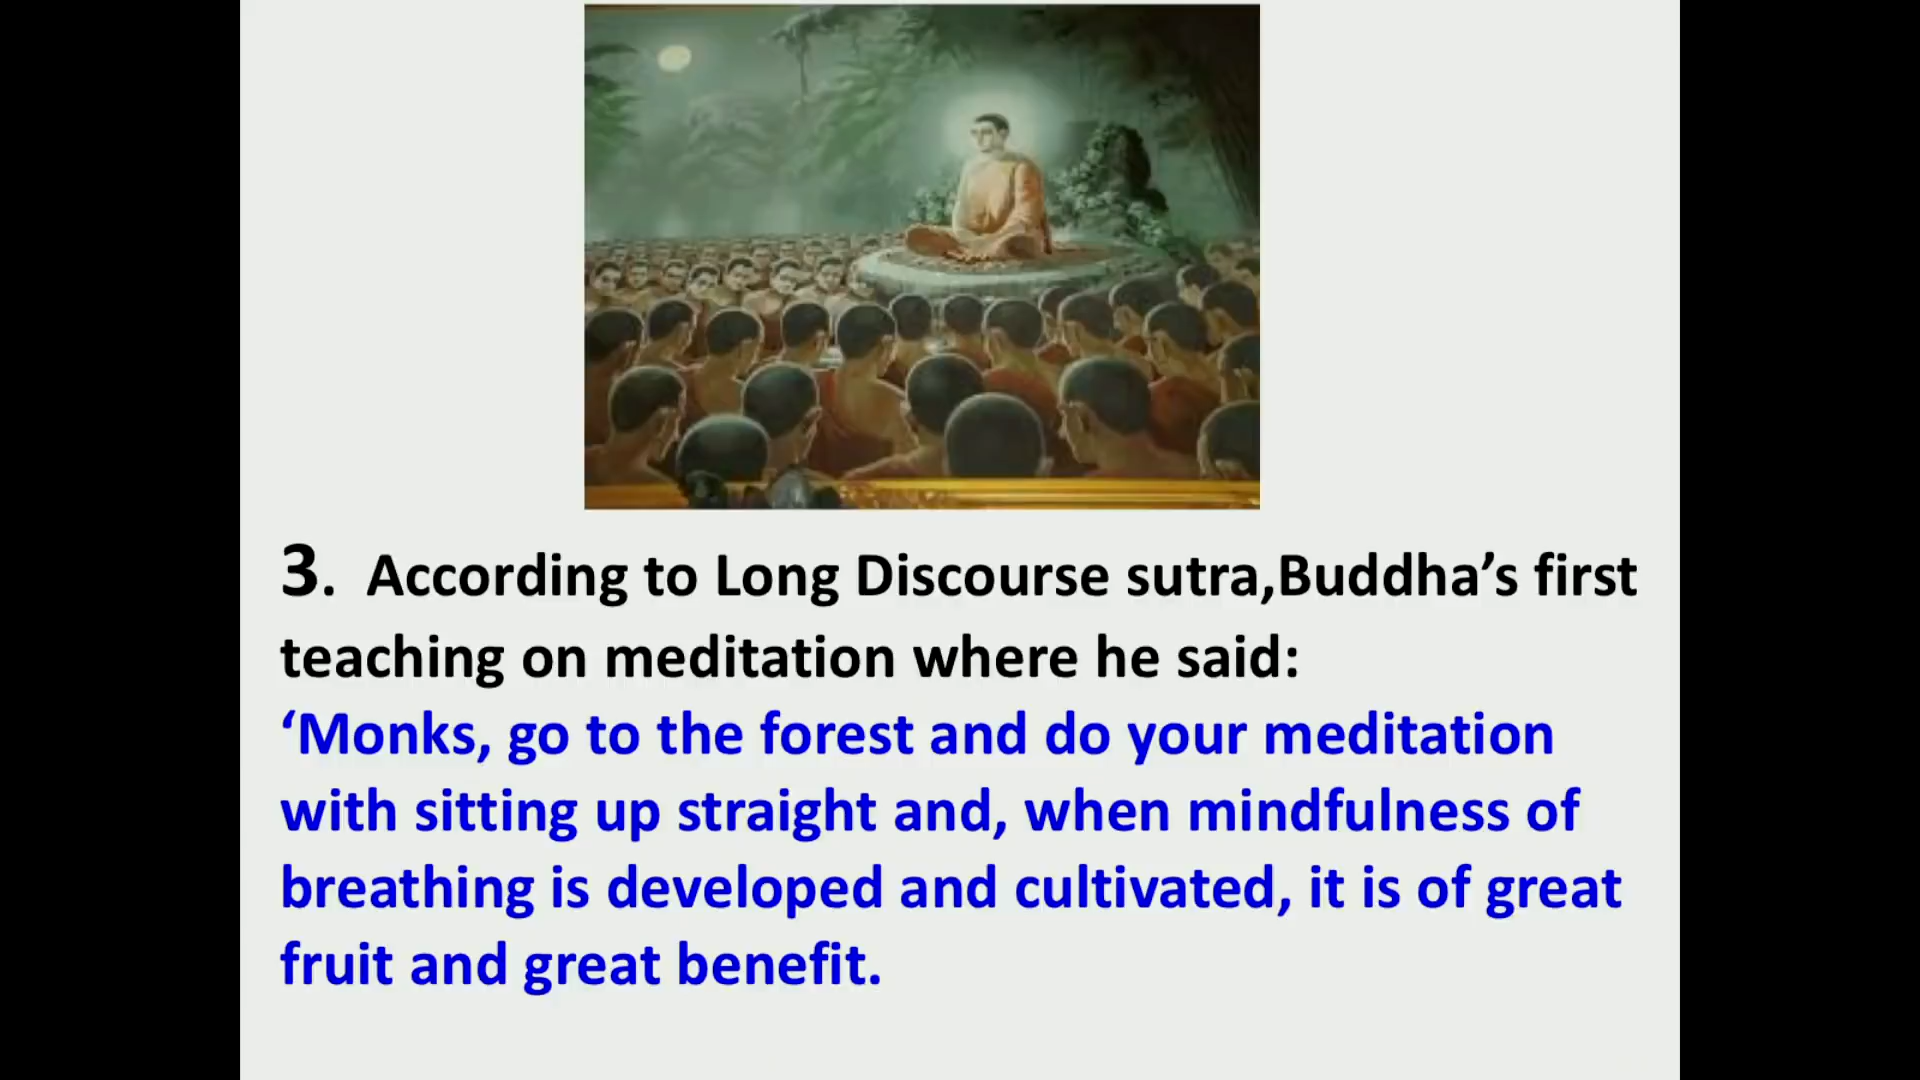 3. According to Long Discourse sutra,Buddha’s first
teaching on meditation where he said:
‘Monks, go to the forest and do your meditation
with sitting up straight and, when mindfulness of
breathing is developed and cultivated, it is of great
fruit and great benefit.